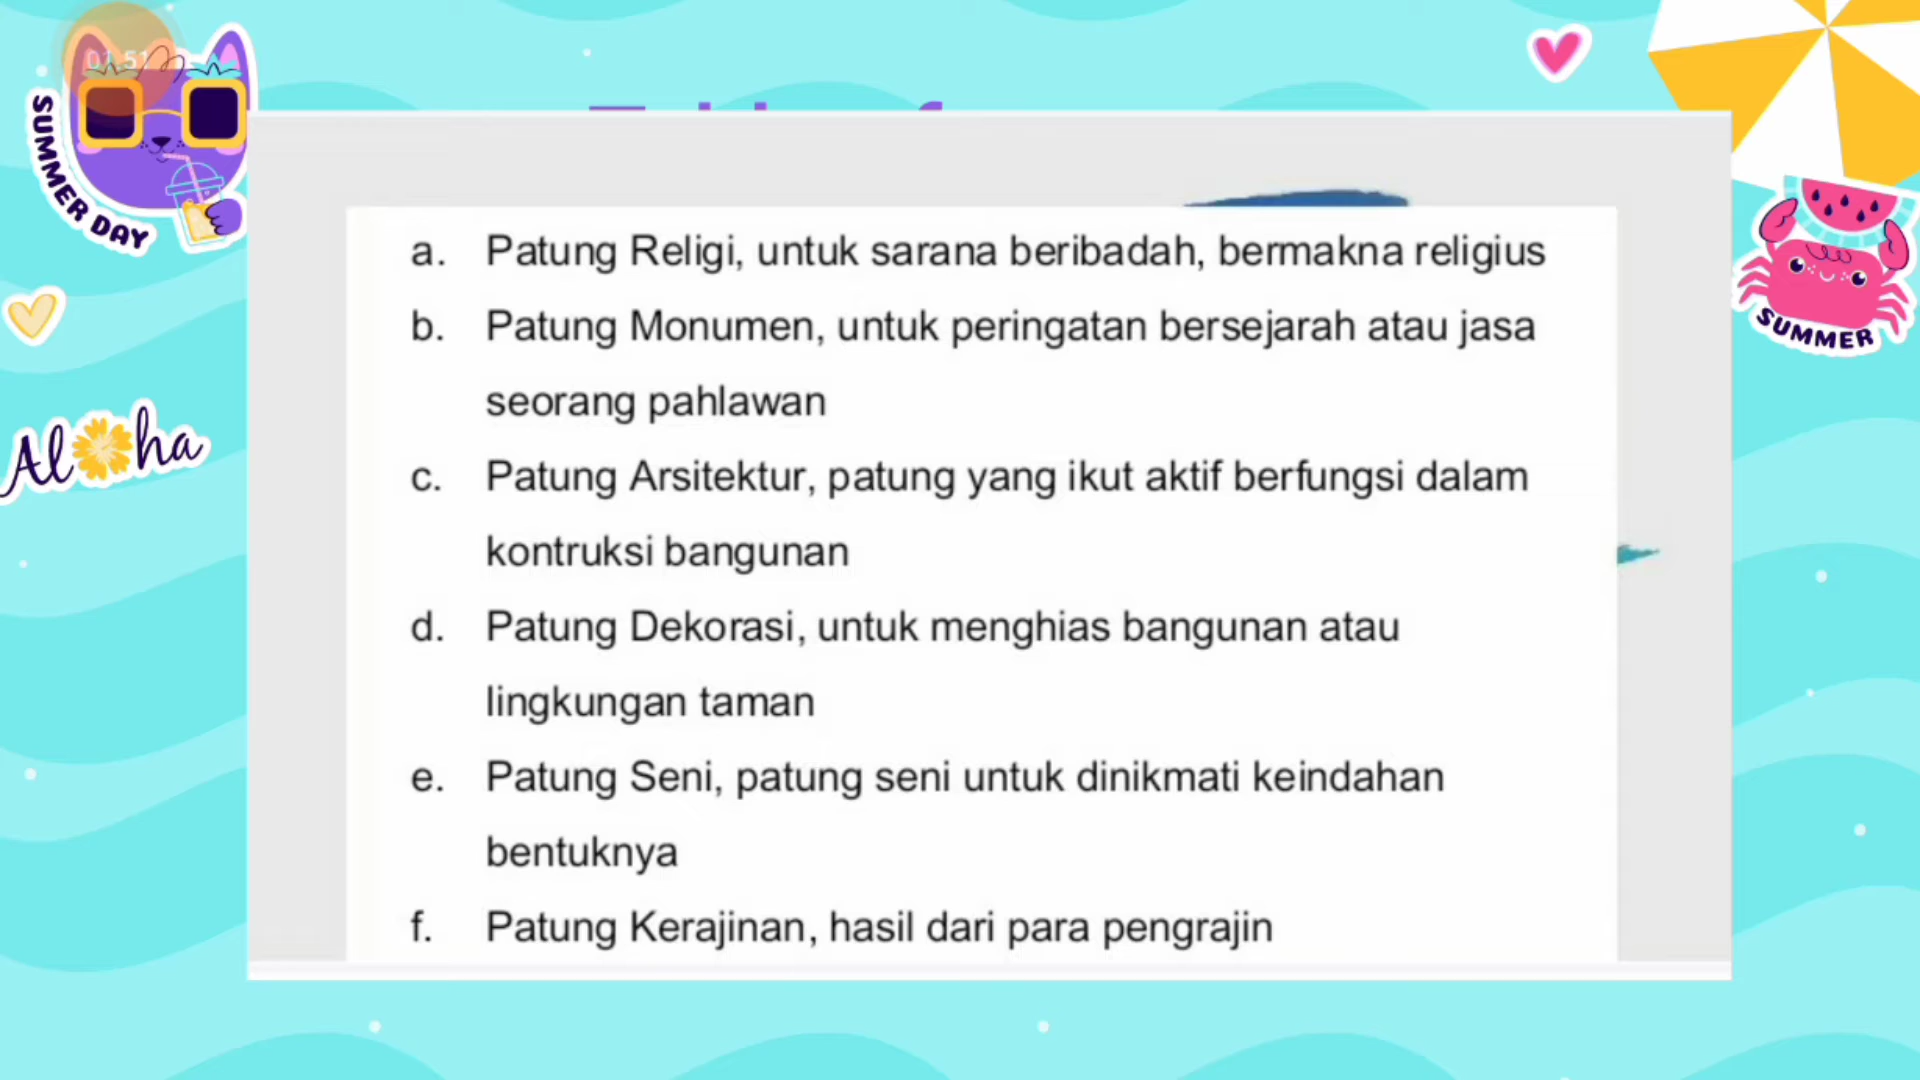 01:51
SUMMER DAY
Aloha
SUMMER
a. Patung Religi, untuk sarana beribadah, bermakna religius
b. Patung Monumen, untuk peringatan bersejarah atau jasa
seorang pahlawan
c. Patung Arsitektur, patung yang ikut aktif berfungsi dalam
kontruksi bangunan
d. Patung Dekorasi, untuk menghias bangunan atau
lingkungan taman
e. Patung Seni, patung seni untuk dinikmati keindahan
bentuknya
f. Patung Kerajinan, hasil dari para pengrajin